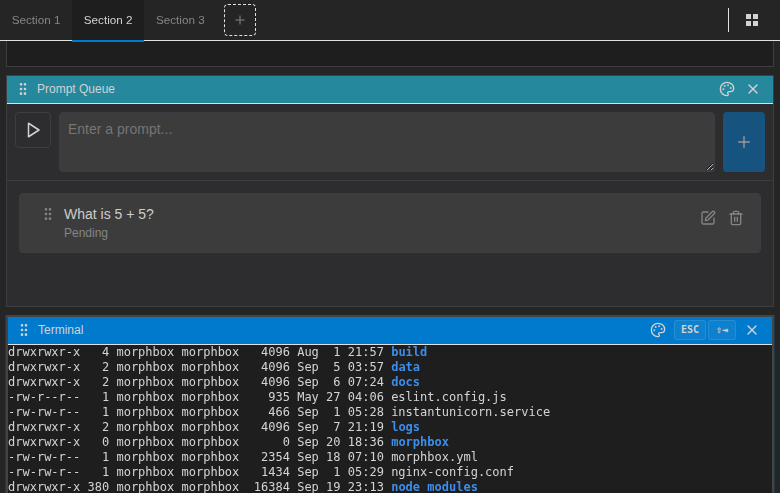 Section 1 Section 2 Section 3 +
Prompt Queue
Enter a prompt...
+
What is 5 + 5?
Pending
Terminal ESC ⇧⇥
drwxrwxr-x   4 morphbox morphbox   4096 Aug  1 21:57 build
drwxrwxr-x   2 morphbox morphbox   4096 Sep  5 03:57 data
drwxrwxr-x   2 morphbox morphbox   4096 Sep  6 07:24 docs
-rw-r--r--   1 morphbox morphbox    935 May 27 04:06 eslint.config.js
-rw-rw-r--   1 morphbox morphbox    466 Sep  1 05:28 instantunicorn.service
drwxrwxr-x   2 morphbox morphbox   4096 Sep  7 21:19 logs
drwxrwxr-x   0 morphbox morphbox      0 Sep 20 18:36 morphbox
-rw-rw-r--   1 morphbox morphbox   2354 Sep 18 07:10 morphbox.yml
-rw-rw-r--   1 morphbox morphbox   1434 Sep  1 05:29 nginx-config.conf
drwxrwxr-x 380 morphbox morphbox  16384 Sep 19 23:13 node_modules